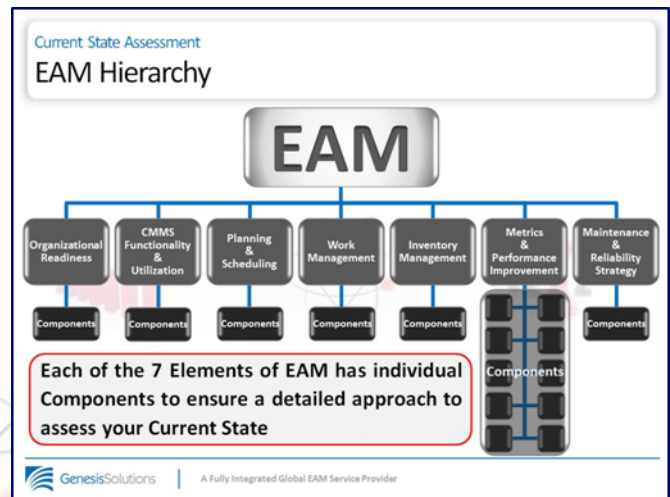 Current State Assessment
EAM Hierarchy
EAM
Organizational
Readiness
CMMS
Functionality
&
Utilization
Planning
&
Scheduling
Work
Management
Inventory
Management
Metrics
&
Performance
Improvement
Maintenance
&
Reliability
Strategy
Components
Components
Components
Components
Components
Components
Components
Each of the 7 Elements of EAM has individual
Components to ensure a detailed approach to
assess your Current State
GenesisSolutions
A Fully Integrated Global EAM Service Provider